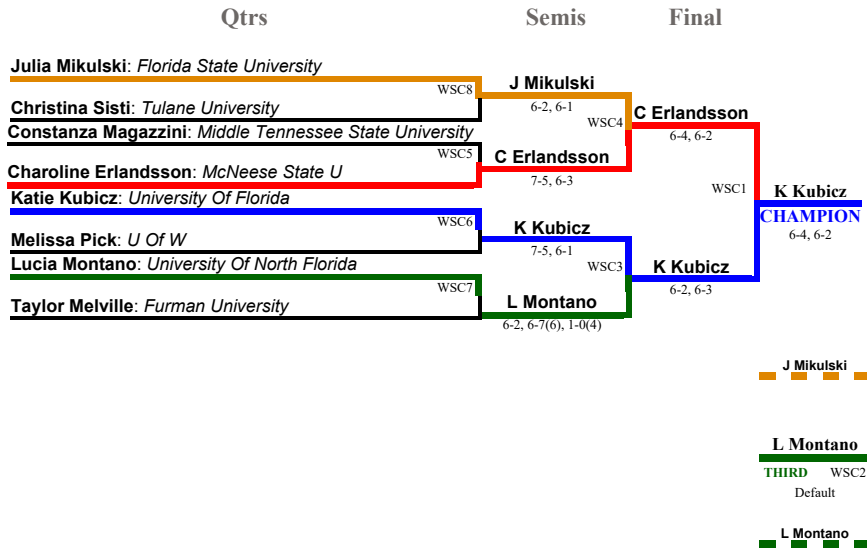 Qtrs Semis Final
Julia Mikulski: Florida State University
WSC8
J Mikulski
6-2, 6-1
Christina Sisti: Tulane University
WSC4
C Erlandsson
6-4, 6-2
Constanza Magazzini: Middle Tennessee State University
WSC5
C Erlandsson
7-5, 6-3
Charoline Erlandsson: McNeese State U
WSC1
K Kubicz
CHAMPION
6-4, 6-2
Katie Kubicz: University Of Florida
WSC6
K Kubicz
7-5, 6-1
Melissa Pick: U Of W
WSC3
K Kubicz
6-2, 6-3
Lucia Montano: University Of North Florida
WSC7
L Montano
6-2, 6-7(6), 1-0(4)
Taylor Melville: Furman University
J Mikulski
L Montano
THIRD WSC2
Default
L Montano